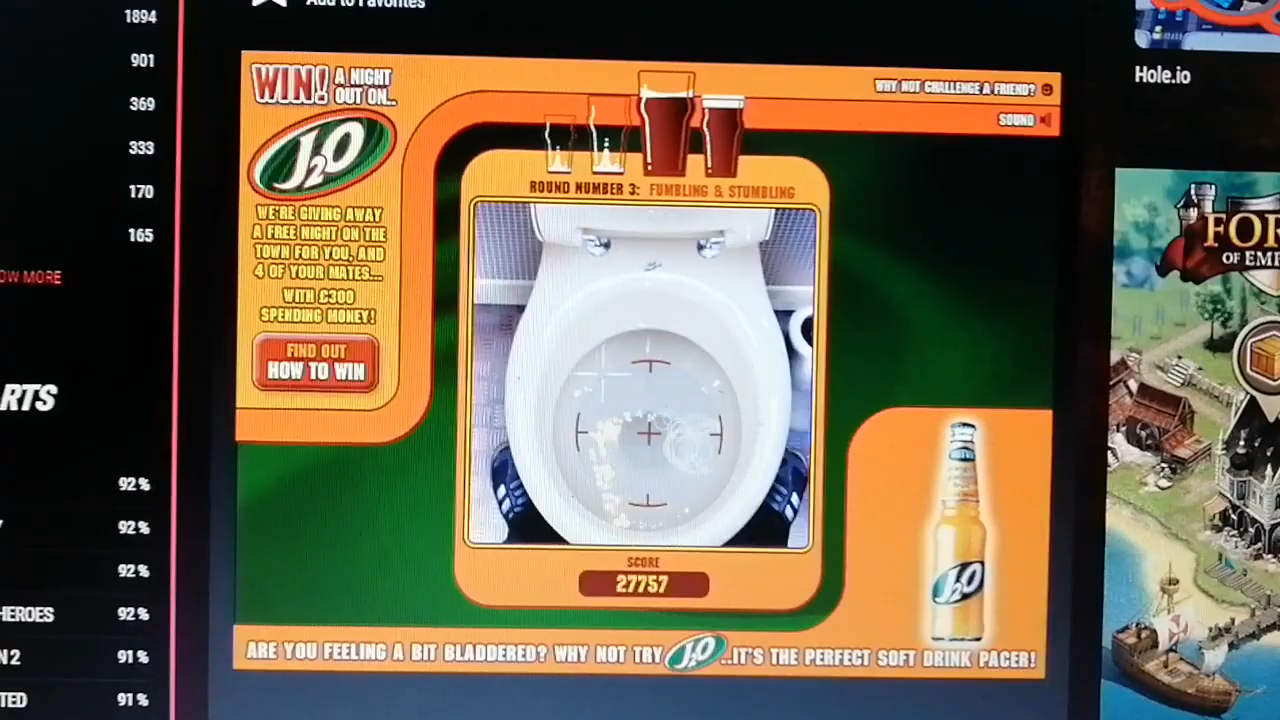 1894
901
369
333
170
165
OW MORE
RTS
92%
92%
92%
HEROES 92%
N 2 91%
TED 91%
Add to Favorites
WIN! A NIGHT
OUT ON..
J2O
WE'RE GIVING AWAY
A FREE NIGHT ON THE
TOWN FOR YOU, AND
4 OF YOUR MATES...
WITH £300
SPENDING MONEY!
FIND OUT
HOW TO WIN
WHY NOT CHALLENGE A FRIEND?
SOUND
ROUND NUMBER 3: FUMBLING & STUMBLING
SCORE
27757
J2O
ARE YOU FEELING A BIT BLADDERED? WHY NOT TRY J2O ..IT'S THE PERFECT SOFT DRINK PACER!
Hole.io
FOR
OF EMP